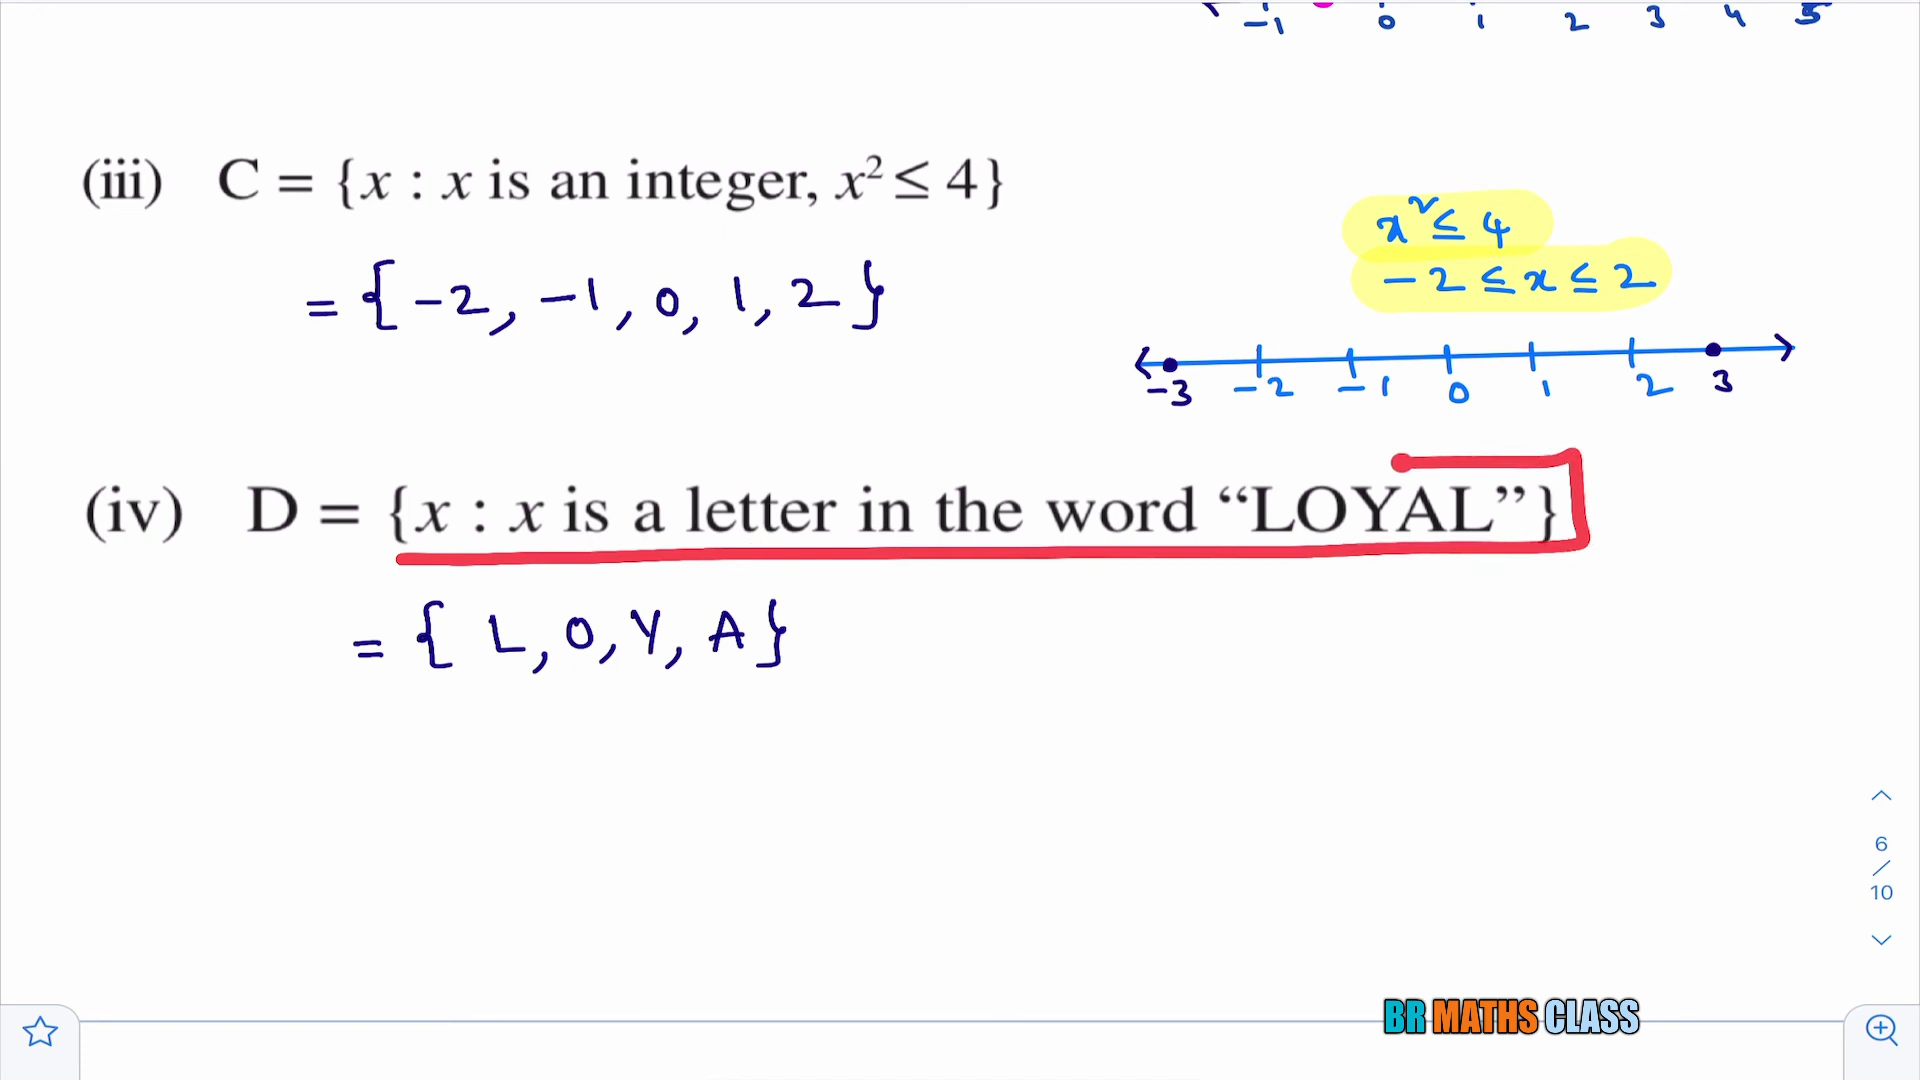 -1 0 1 2 3 4 5
(iii) C = {x : x is an integer, x² ≤ 4}
x² ≤ 4
-2 ≤ x ≤ 2
= {-2, -1, 0, 1, 2}
-3 -2 -1 0 1 2 3
(iv) D = {x : x is a letter in the word “LOYAL”}
= { L, O, Y, A}
6
/
10
BR MATHS CLASS